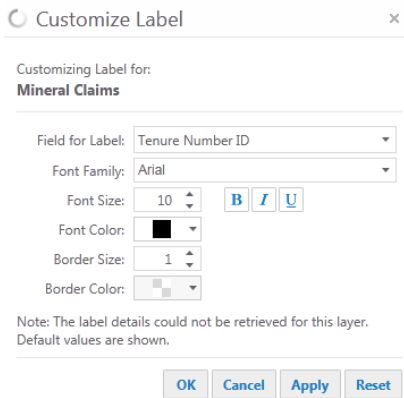 Customize Label
Customizing Label for:
Mineral Claims
Field for Label: Tenure Number ID
Font Family: Arial
Font Size: 10 B I U
Font Color:
Border Size: 1
Border Color:
Note: The label details could not be retrieved for this layer.
Default values are shown.
OK Cancel Apply Reset